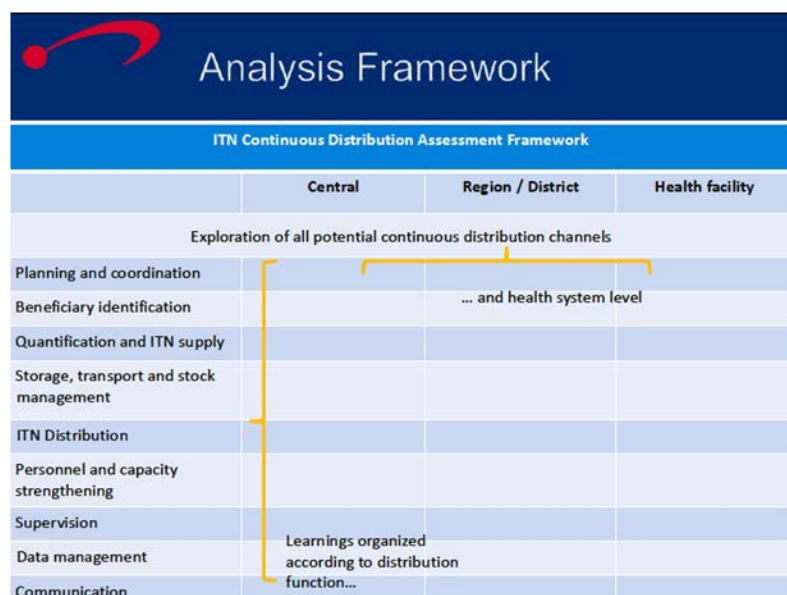 Analysis Framework
ITN Continuous Distribution Assessment Framework
Central Region / District Health facility
Exploration of all potential continuous distribution channels
Planning and coordination
... and health system level
Beneficiary identification
Quantification and ITN supply
Storage, transport and stock
management
ITN Distribution
Personnel and capacity
strengthening
Supervision
Data management
Learnings organized
according to distribution
function...
Communication